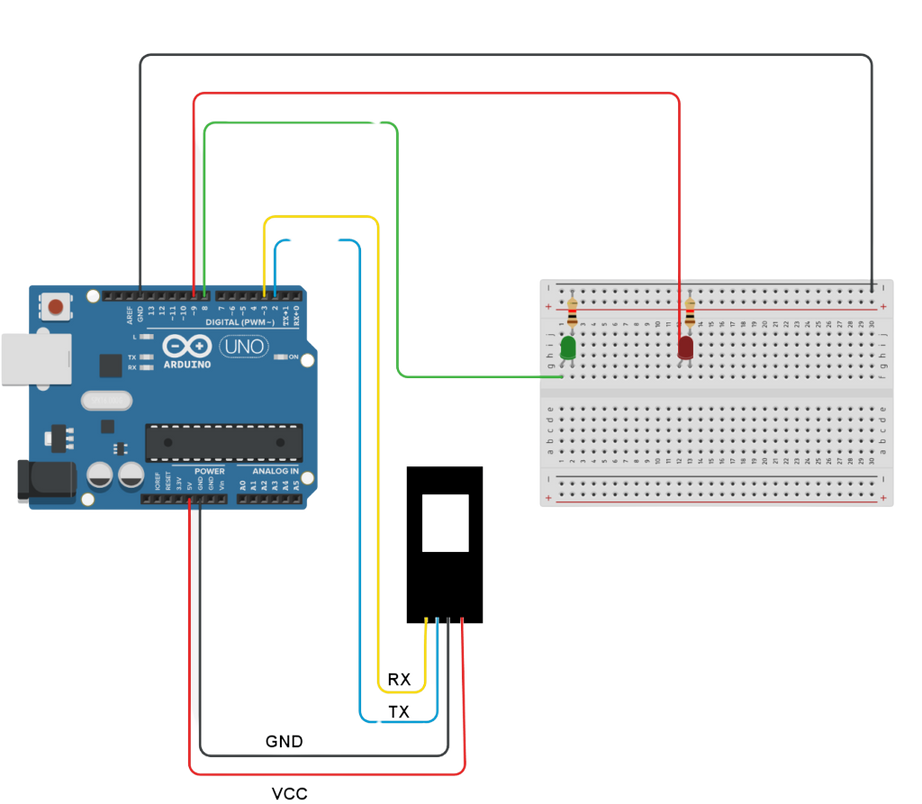 AREF
GND
13
12
~11
~10
~9
8
7
~6
~5
4
~3
2
TX→1
RX←0
DIGITAL (PWM~)
L
TX
RX
ARDUINO
UNO
ON
IOREF
RESET
3.3V
5V
GND
GND
Vin
POWER
ANALOG IN
A0
A1
A2
A3
A4
A5
j
i
h
g
f
e
d
c
b
a
RX
TX
GND
VCC